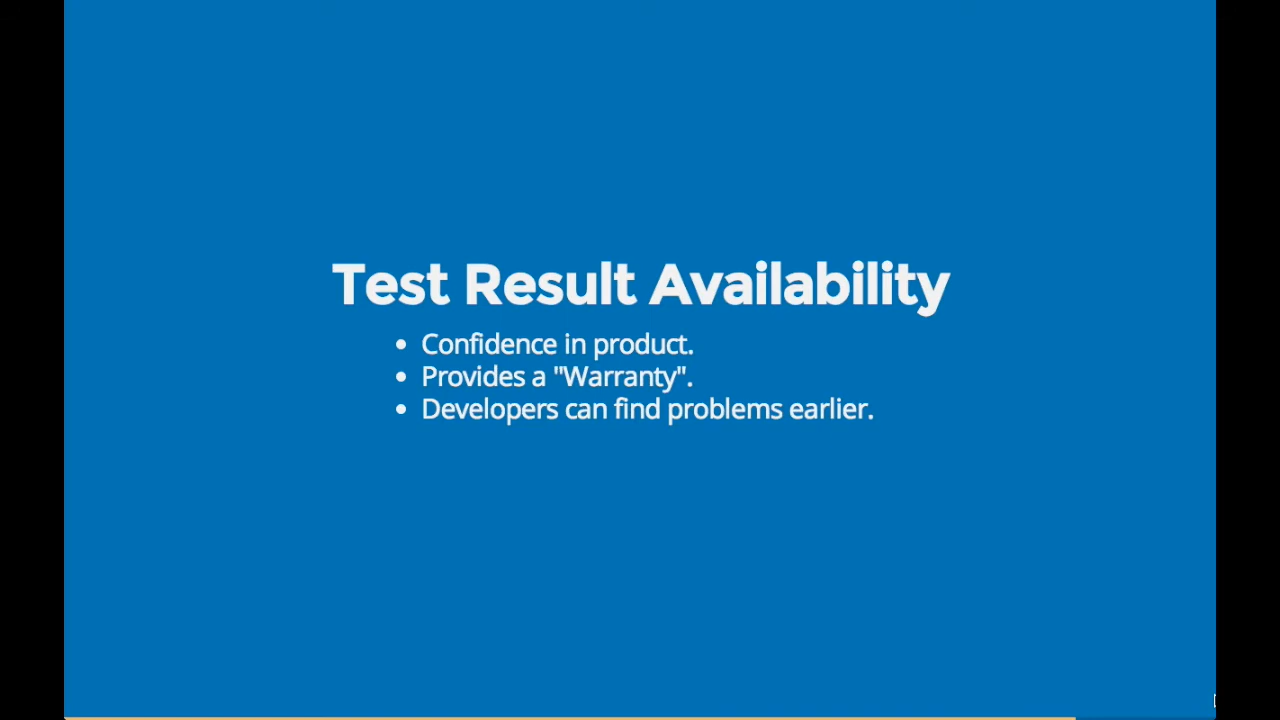 Test Result Availability
• Confidence in product.
• Provides a "Warranty".
• Developers can find problems earlier.